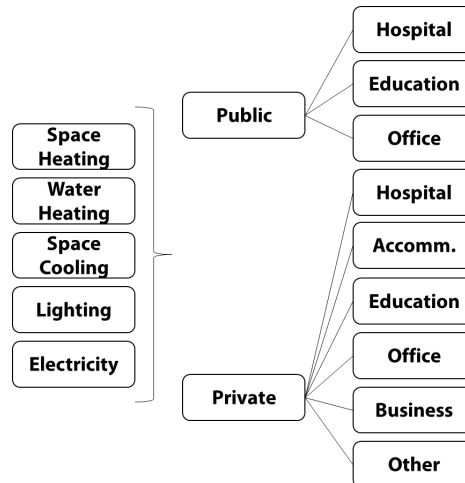 Space
Heating
Water
Heating
Space
Cooling
Lighting
Electricity
Public
Private
Hospital
Education
Office
Hospital
Accomm.
Education
Office
Business
Other